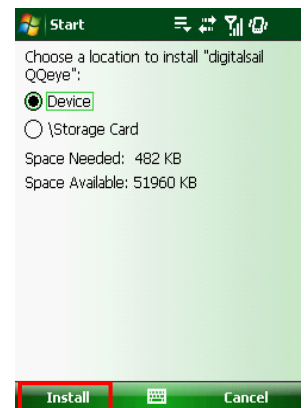 Start
Choose a location to install "digitalsail
QQeye":
Device
\Storage Card
Space Needed: 482 KB
Space Available: 51960 KB
Install Cancel